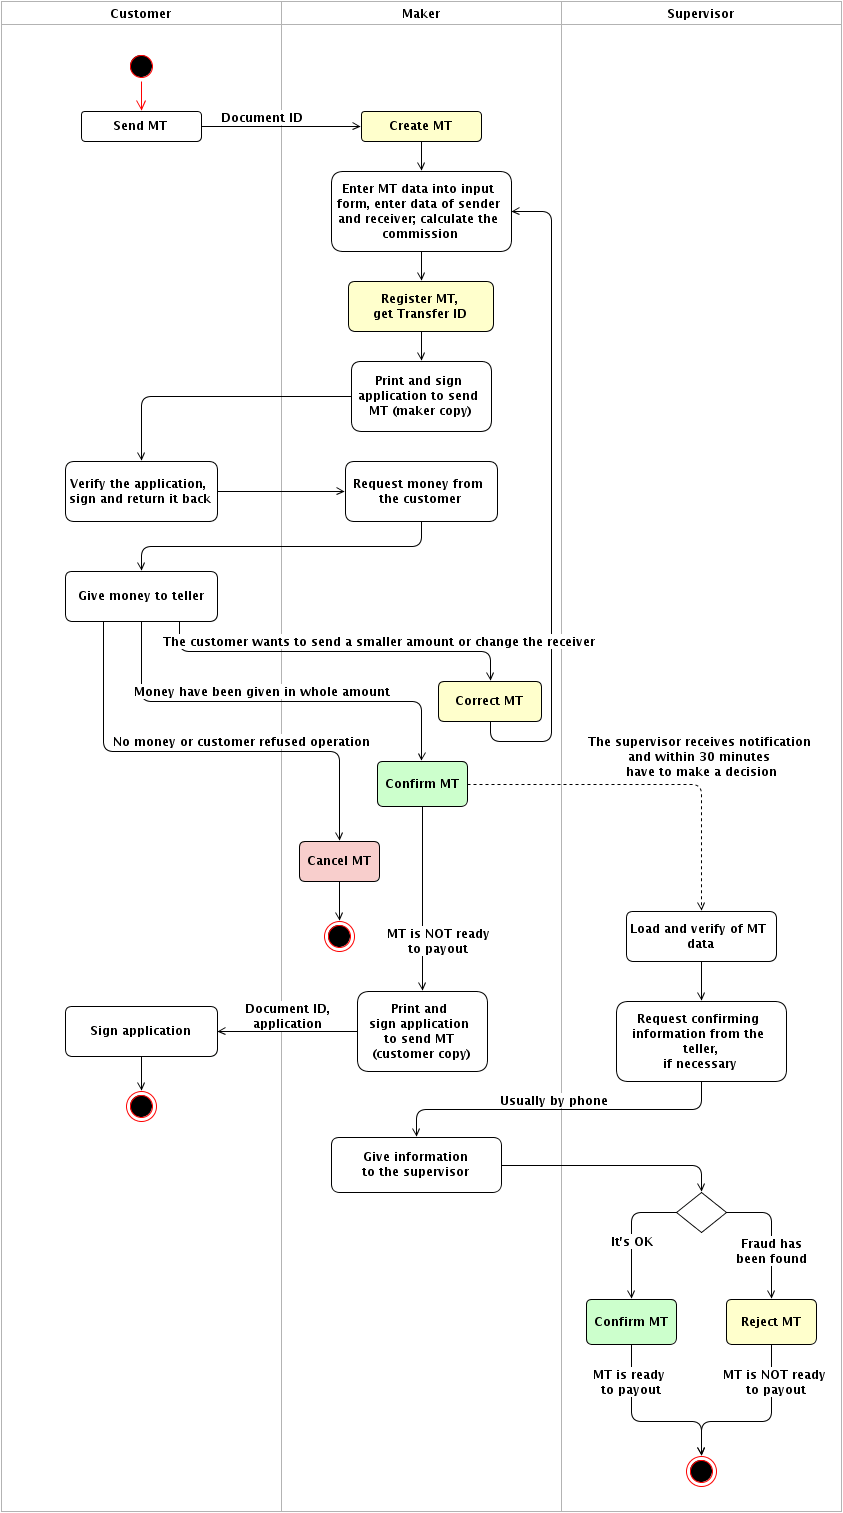 Customer
Maker
Supervisor
Send MT
Document ID
Create MT
Enter MT data into input
form, enter data of sender
and receiver; calculate the
commission
Register MT,
get Transfer ID
Print and sign
application to send
MT (maker copy)
Verify the application,
sign and return it back
Request money from
the customer
Give money to teller
The customer wants to send a smaller amount or change the receiver
Money have been given in whole amount
Correct MT
No money or customer refused operation
The supervisor receives notification
and within 30 minutes
have to make a decision
Confirm MT
Cancel MT
MT is NOT ready
to payout
Load and verify of MT
data
Sign application
Document ID,
application
Print and
sign application
to send MT
(customer copy)
Request confirming
information from the
teller,
if necessary
Usually by phone
Give information
to the supervisor
It's OK
Fraud has
been found
Confirm MT
Reject MT
MT is ready
to payout
MT is NOT ready
to payout